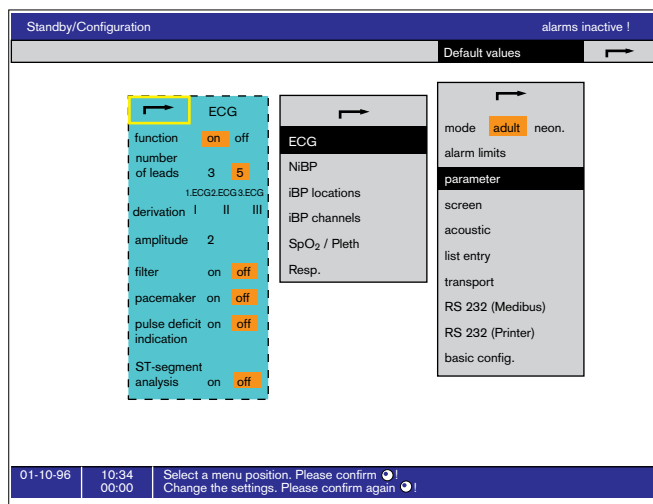 Standby/Configuration alarms inactive !
Default values
ECG
function on off
number
of leads 3 5
1.ECG2.ECG3.ECG
derivation I II III
amplitude 2
filter on off
pacemaker on off
pulse deficit on off
indication
ST-segment
analysis on off
ECG
NiBP
iBP locations
iBP channels
SpO₂ / Pleth
Resp.
mode adult neon.
alarm limits
parameter
screen
acoustic
list entry
transport
RS 232 (Medibus)
RS 232 (Printer)
basic config.
01-10-96 10:34 Select a menu position. Please confirm !
00:00 Change the settings. Please confirm again !